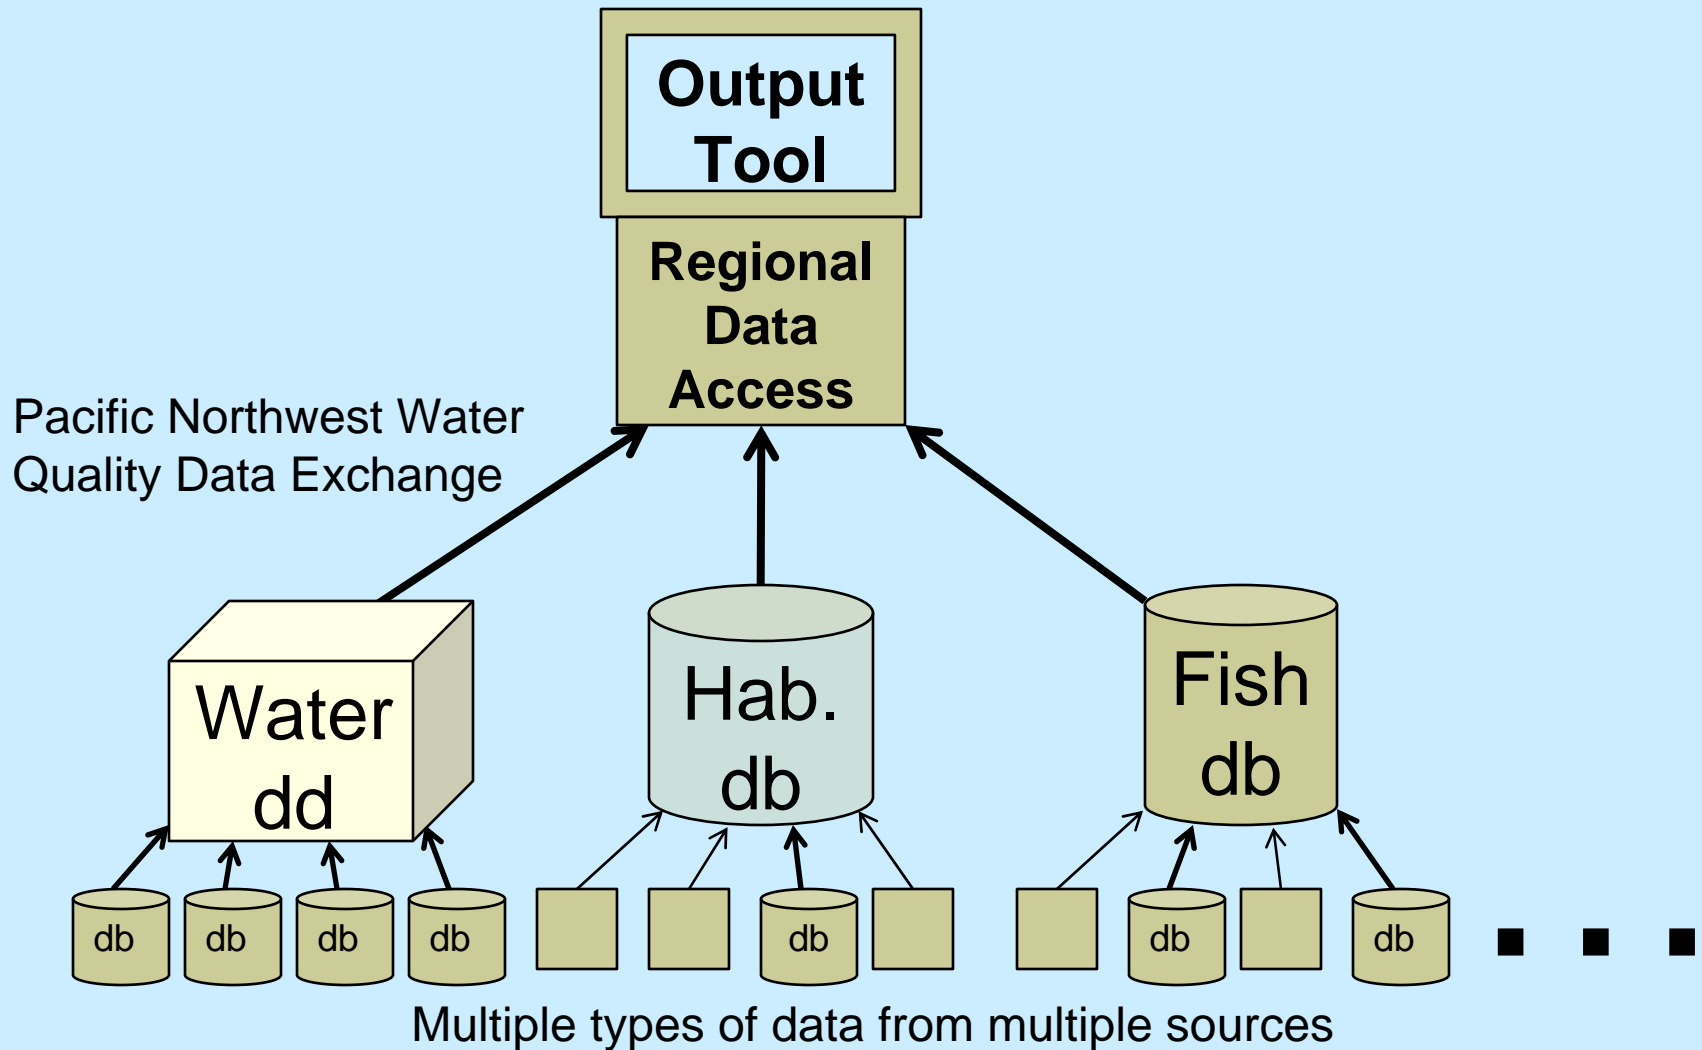 Output
Tool
Regional
Data
Access
Pacific Northwest Water
Quality Data Exchange
Water
dd
Hab.
db
Fish
db
db
db
db
db
db
db
db
Multiple types of data from multiple sources